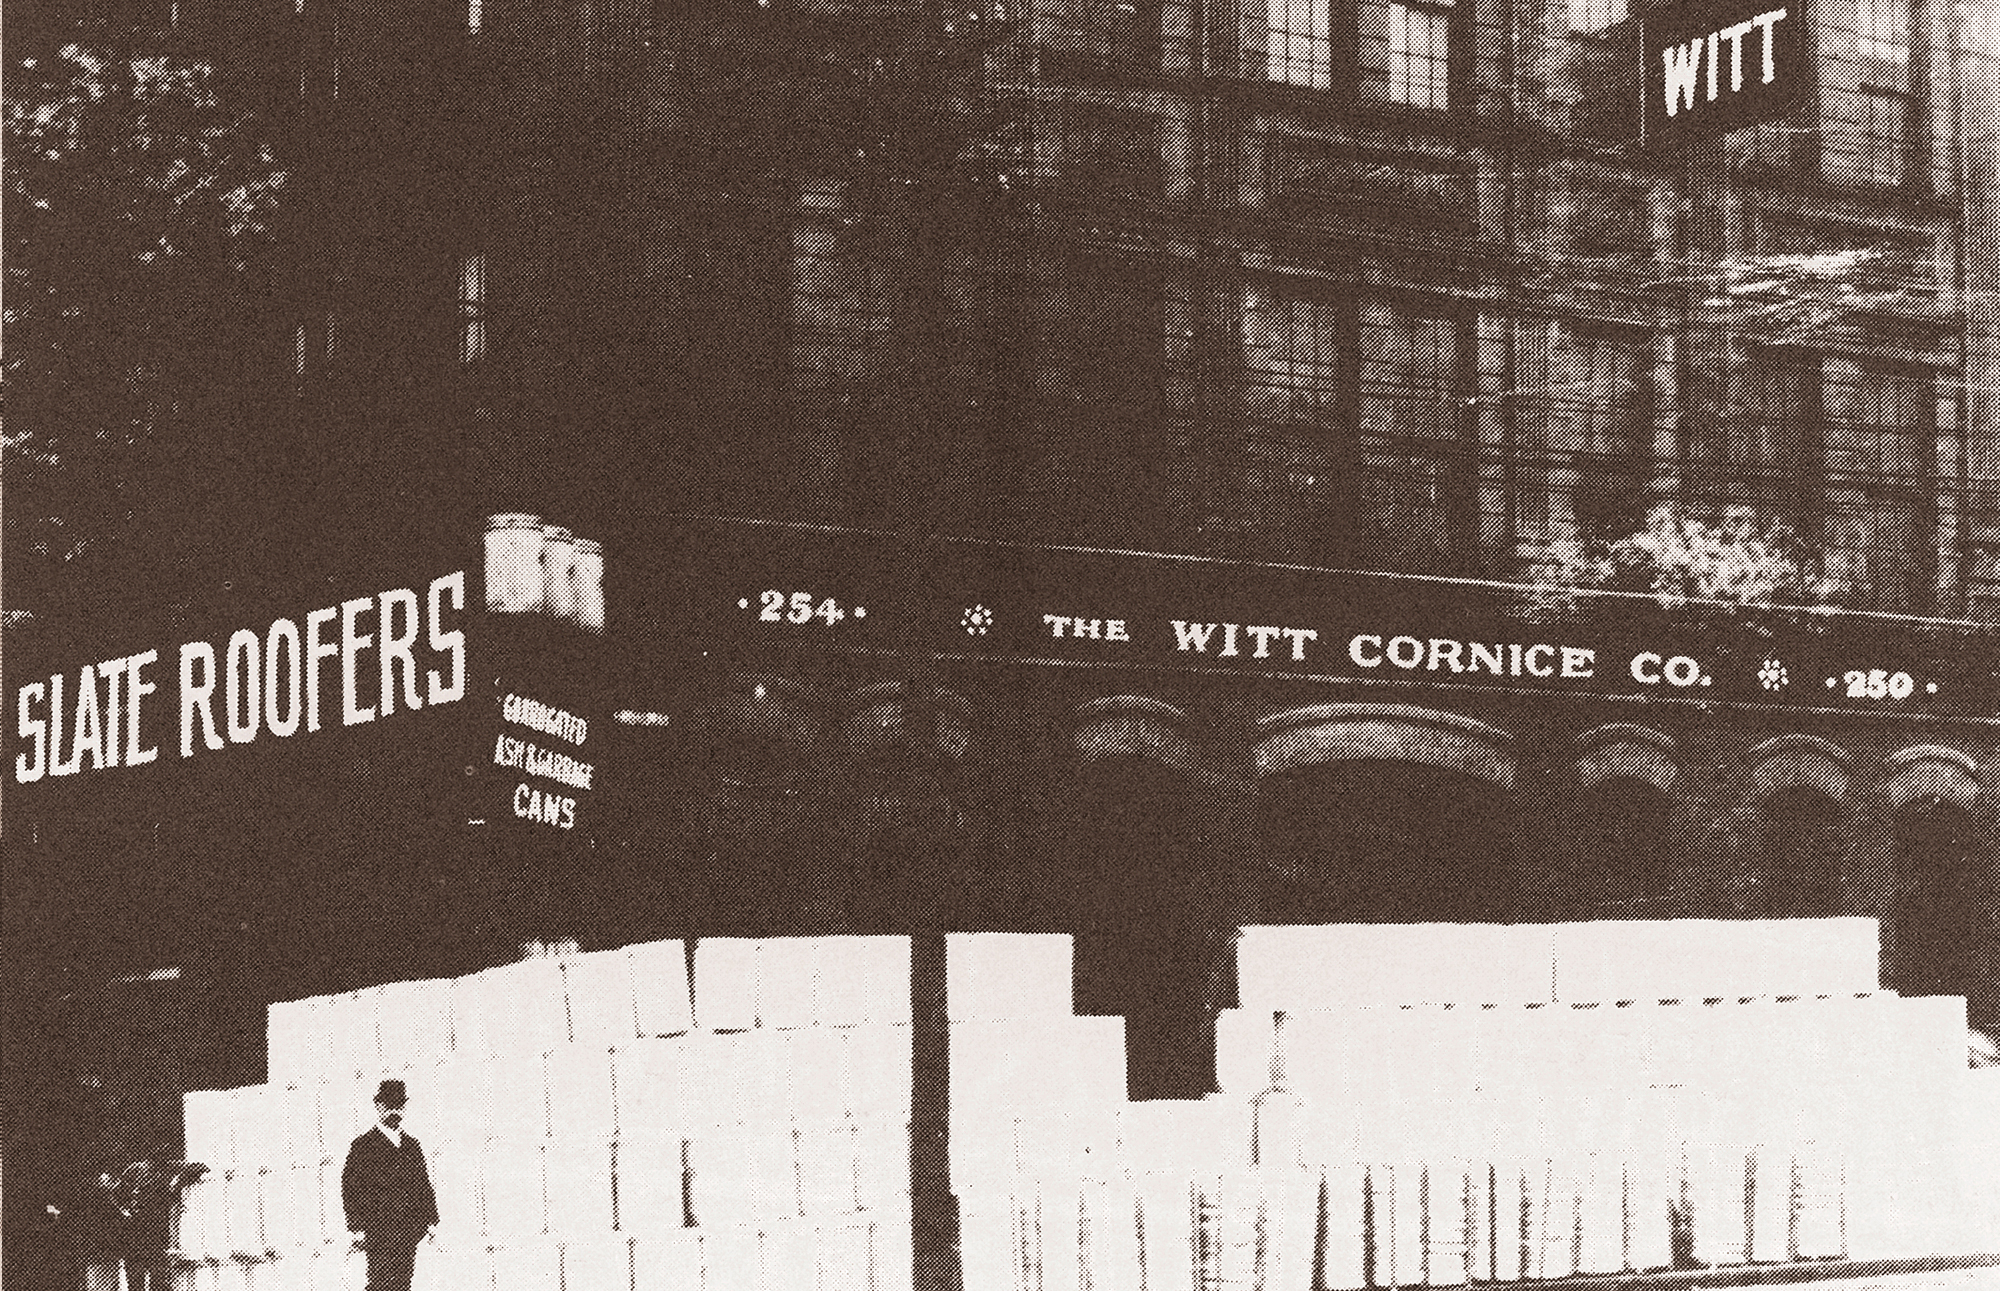 WITT
SLATE ROOFERS
• 254 • THE WITT CORNICE CO. • 250 •
CORRUGATED
ASH & GARBAGE
CANS